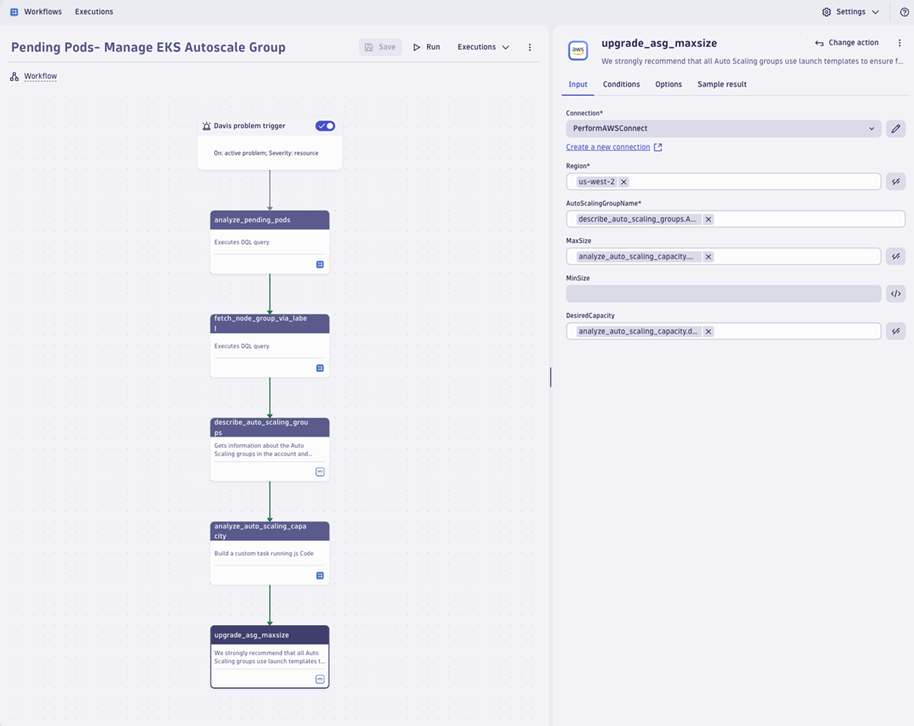 Workflows Executions Settings
Pending Pods- Manage EKS Autoscale Group Save Run Executions
Workflow
Davis problem trigger
On: active problem; Severity: resource
analyze_pending_pods
Executes DQL query
fetch_node_group_via_labe
l
Executes DQL query
describe_auto_scaling_grou
ps
Gets information about the Auto
Scaling groups in the account and...
analyze_auto_scaling_capa
city
Build a custom task running js Code
upgrade_asg_maxsize
We strongly recommend that all Auto
Scaling groups use launch templates t...
aws
upgrade_asg_maxsize Change action
We strongly recommend that all Auto Scaling groups use launch templates to ensure f...
Input Conditions Options Sample result
Connection*
PerformAWSConnect
Create a new connection
Region*
us-west-2
AutoScalingGroupName*
describe_auto_scaling_groups.A...
MaxSize
analyze_auto_scaling_capacity....
MinSize
DesiredCapacity
analyze_auto_scaling_capacity.d...